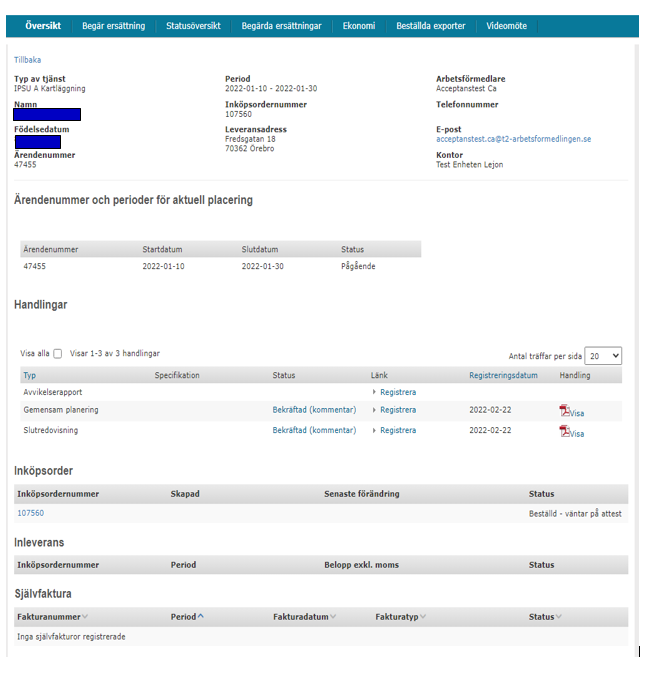 Översikt Begär ersättning Statusöversikt Begärda ersättningar Ekonomi Beställda exporter Videomöte
Tillbaka
Typ av tjänst Period Arbetsförmedlare
IPSU A Kartläggning 2022-01-10 - 2022-01-30 Acceptanstest Ca
Namn Inköpsordernummer Telefonnummer
107560
Födelsedatum Leveransadress E-post
Fredsgatan 18 acceptanstest.ca@t2-arbetsformedlingen.se
70362 Örebro
Ärendenummer Kontor
47455 Test Enheten Lejon
Ärendenummer och perioder för aktuell placering
Ärendenummer Startdatum Slutdatum Status
47455 2022-01-10 2022-01-30 Pågående
Handlingar
Visa alla Visar 1-3 av 3 handlingar Antal träffar per sida 20
Typ Specifikation Status Länk Registreringsdatum Handling
Avvikelserapport Registrera
Gemensam planering Bekräftad (kommentar) Registrera 2022-02-22 Visa
Slutredovisning Bekräftad (kommentar) Registrera 2022-02-22 Visa
Inköpsorder
Inköpsordernummer Skapad Senaste förändring Status
107560 Beställd - väntar på attest
Inleverans
Inköpsordernummer Period Belopp exkl. moms Status
Självfaktura
Fakturanummer Period Fakturadatum Fakturatyp Status
Inga självfakturor registrerade